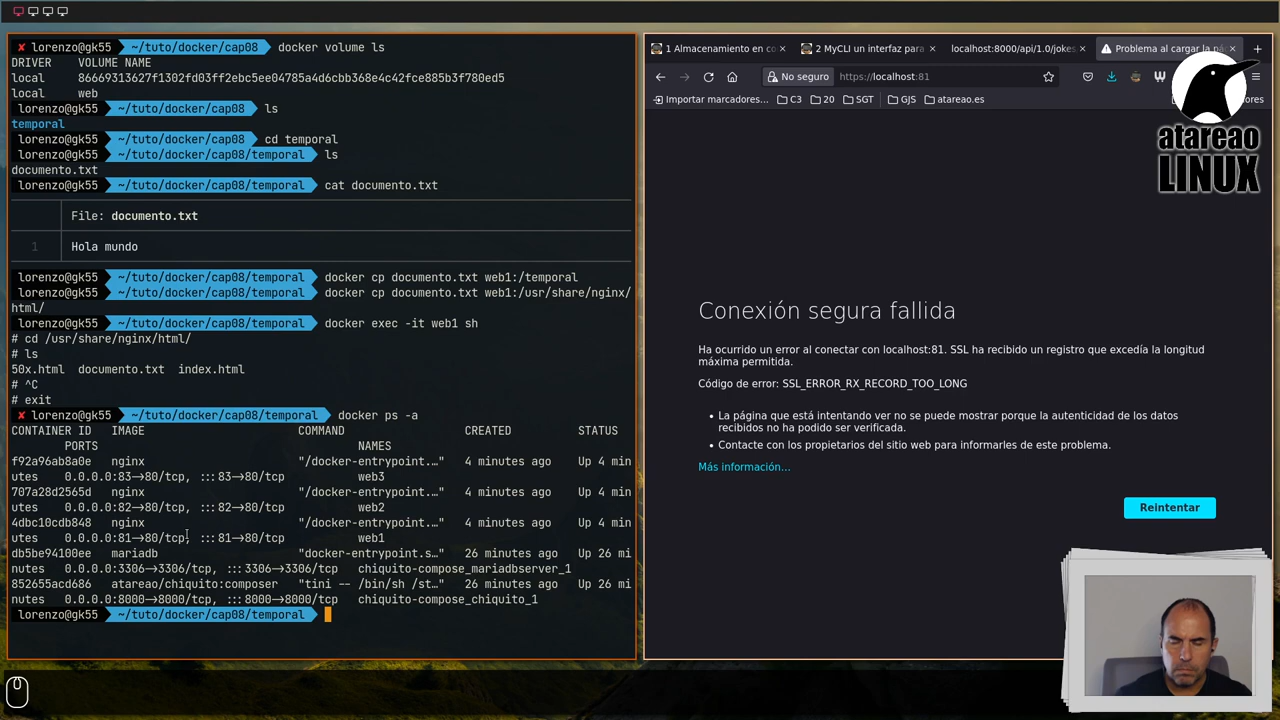 ✘ lorenzo@gk55 ~/tuto/docker/cap08 docker volume ls
DRIVER VOLUME NAME
local 86669313627f1302fd03ff2ebc5ee04785a4d6cbb368e4c42fce885b3f780ed5
local web
lorenzo@gk55 ~/tuto/docker/cap08 ls
temporal
lorenzo@gk55 ~/tuto/docker/cap08 cd temporal
lorenzo@gk55 ~/tuto/docker/cap08/temporal ls
documento.txt
lorenzo@gk55 ~/tuto/docker/cap08/temporal cat documento.txt
File: documento.txt
1 Hola mundo
lorenzo@gk55 ~/tuto/docker/cap08/temporal docker cp documento.txt web1:/temporal
lorenzo@gk55 ~/tuto/docker/cap08/temporal docker cp documento.txt web1:/usr/share/nginx/
html/
lorenzo@gk55 ~/tuto/docker/cap08/temporal docker exec -it web1 sh
# cd /usr/share/nginx/html/
# ls
50x.html documento.txt index.html
# ^C
# exit
✘ lorenzo@gk55 ~/tuto/docker/cap08/temporal docker ps -a
CONTAINER ID IMAGE COMMAND CREATED STATUS
PORTS NAMES
f92a96ab8a0e nginx "/docker-entrypoint.…" 4 minutes ago Up 4 min
utes 0.0.0.0:83->80/tcp, :::83->80/tcp web3
707a28d2565d nginx "/docker-entrypoint.…" 4 minutes ago Up 4 min
utes 0.0.0.0:82->80/tcp, :::82->80/tcp web2
4dbc10cdb848 nginx "/docker-entrypoint.…" 4 minutes ago Up 4 min
utes 0.0.0.0:81->80/tcp, :::81->80/tcp web1
db5be94100ee mariadb "docker-entrypoint.s…" 26 minutes ago Up 26 mi
nutes 0.0.0.0:3306->3306/tcp, :::3306->3306/tcp chiquito-compose_mariadbserver_1
852655acd686 atareao/chiquito:composer "tini -- /bin/sh /st…" 26 minutes ago Up 26 mi
nutes 0.0.0.0:8000->8000/tcp, :::8000->8000/tcp chiquito-compose_chiquito_1
lorenzo@gk55 ~/tuto/docker/cap08/temporal
1 Almacenamiento en co
2 MyCLI un interfaz para
localhost:8000/api/1.0/jokes
Problema al cargar la pág
No seguro https://localhost:81
Importar marcadores... C3 20 SGT GJS atareao.es
atareao
LINUX
Conexión segura fallida
Ha ocurrido un error al conectar con localhost:81. SSL ha recibido un registro que excedía la longitud
máxima permitida.
Código de error: SSL_ERROR_RX_RECORD_TOO_LONG
• La página que está intentando ver no se puede mostrar porque la autenticidad de los datos
recibidos no ha podido ser verificada.
• Contacte con los propietarios del sitio web para informarles de este problema.
Más información...
Reintentar